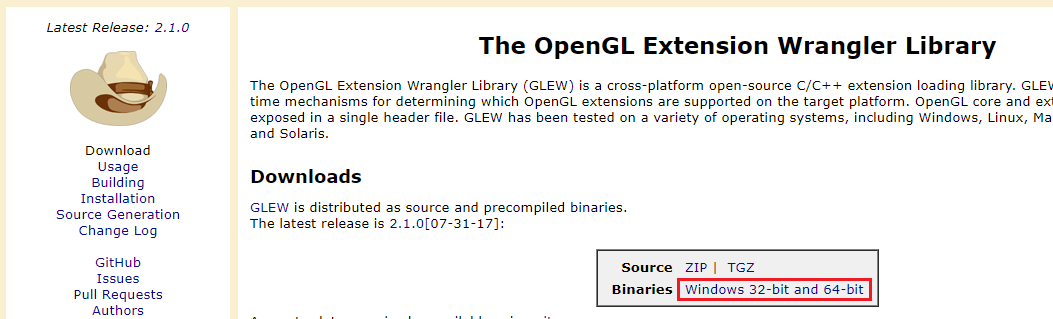 Latest Release: 2.1.0
Download
Usage
Building
Installation
Source Generation
Change Log
GitHub
Issues
Pull Requests
Authors
The OpenGL Extension Wrangler Library
The OpenGL Extension Wrangler Library (GLEW) is a cross-platform open-source C/C++ extension loading library. GLEW
time mechanisms for determining which OpenGL extensions are supported on the target platform. OpenGL core and ext
exposed in a single header file. GLEW has been tested on a variety of operating systems, including Windows, Linux, Ma
and Solaris.
Downloads
GLEW is distributed as source and precompiled binaries.
The latest release is 2.1.0[07-31-17]:
Source ZIP | TGZ
Binaries Windows 32-bit and 64-bit